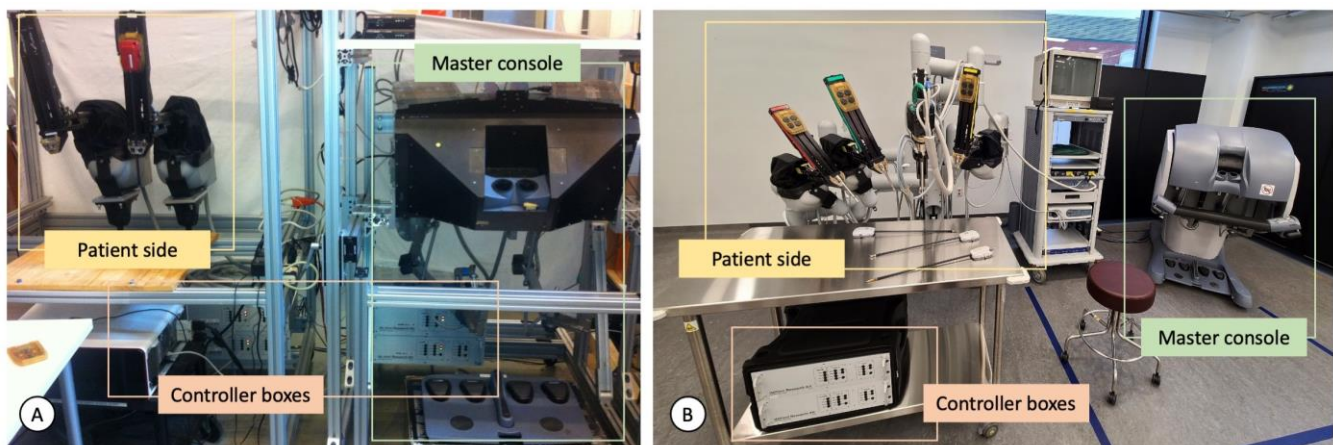 Master console
Patient side
Controller boxes
A
Patient side
Master console
Controller boxes
B